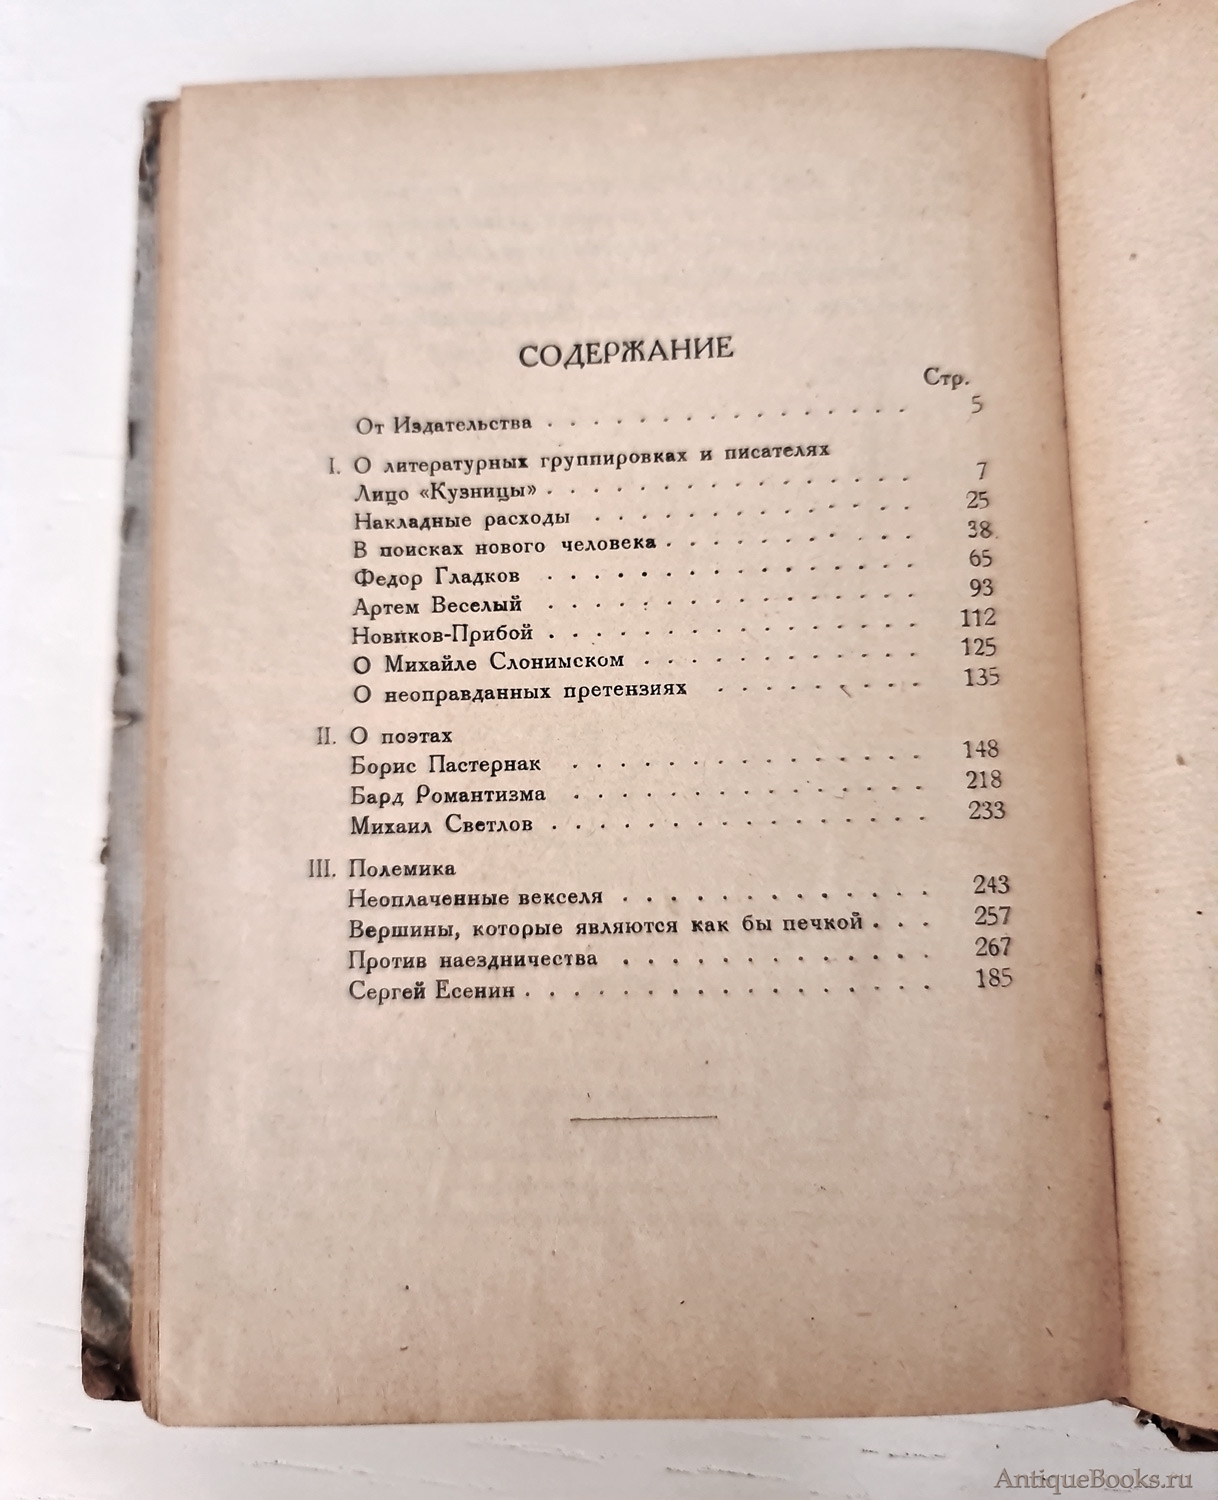 СОДЕРЖАНИЕ
Стр.
От Издательства . . . . . . . . . . . . . . . 5
I. О литературных группировках и писателях
Лицо «Кузницы» . . . . . . . . . . . . . . . 7
Накладные расходы . . . . . . . . . . . . . . 25
В поисках нового человека . . . . . . . . . . . 38
Федор Гладков . . . . . . . . . . . . . . . . 65
Артем Веселый . . . . . . . . . . . . . . . . 93
Новиков-Прибой . . . . . . . . . . . . . . . . 112
О Михайле Слонимском . . . . . . . . . . . . 125
О неоправданных претензиях . . . . . . . . . 135
II. О поэтах
Борис Пастернак . . . . . . . . . . . . . . . 148
Бард Романтизма . . . . . . . . . . . . . . . 218
Михаил Светлов . . . . . . . . . . . . . . . . 233
III. Полемика
Неоплаченные векселя . . . . . . . . . . . . . 243
Вершины, которые являются как бы печкой . . . 257
Против наездничества . . . . . . . . . . . . . 267
Сергей Есенин . . . . . . . . . . . . . . . . . 185
AntiqueBooks.ru